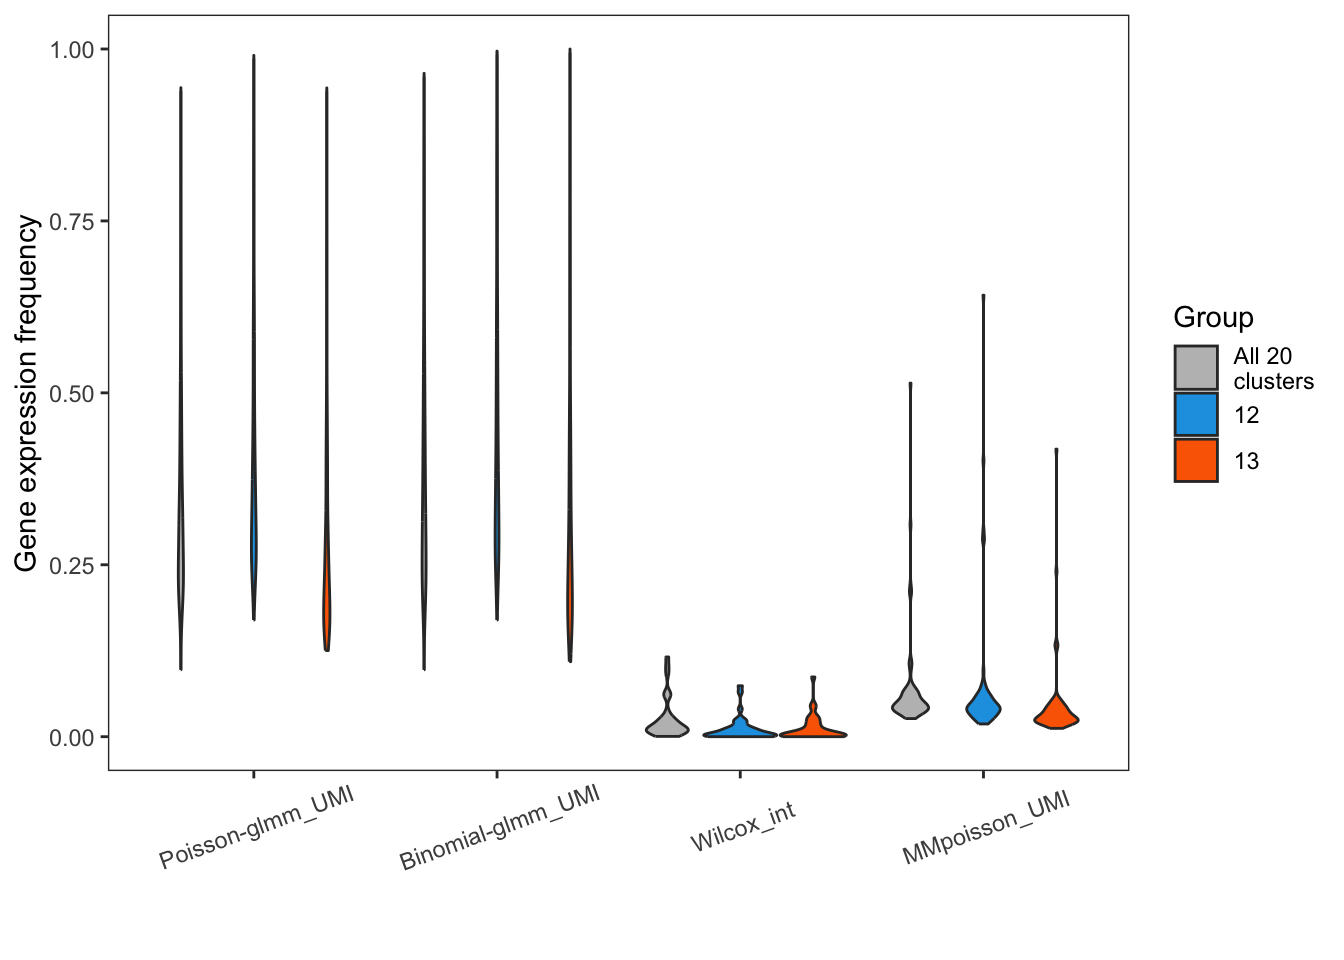 Gene expression frequency
1.00
0.75
0.50
0.25
0.00
Poisson-glmm_UMI
Binomial-glmm_UMI
Wilcox_int
MMpoisson_UMI
Group
All 20
clusters
12
13